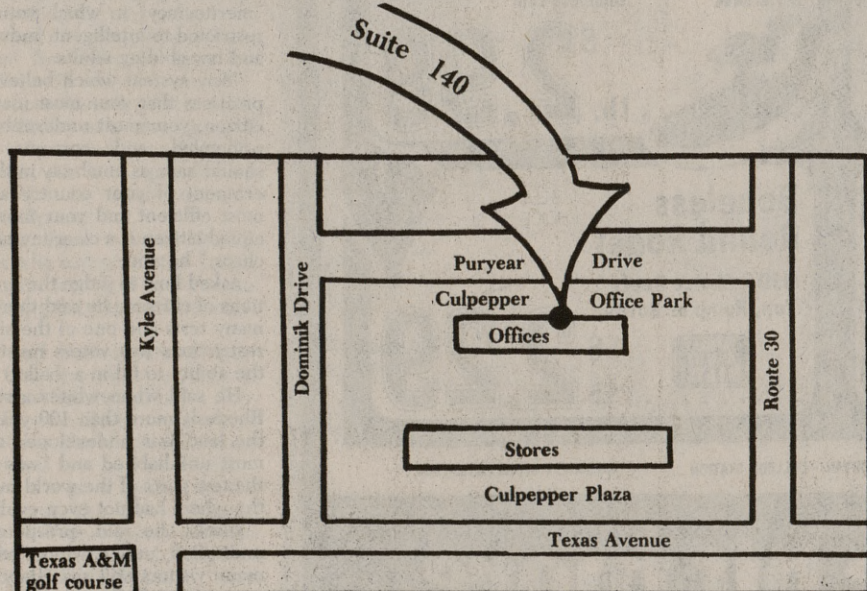 Suite 140
Kyle Avenue
Dominik Drive
Puryear Drive
Culpepper Office Park
Offices
Route 30
Stores
Culpepper Plaza
Texas Avenue
Texas A&M
golf course